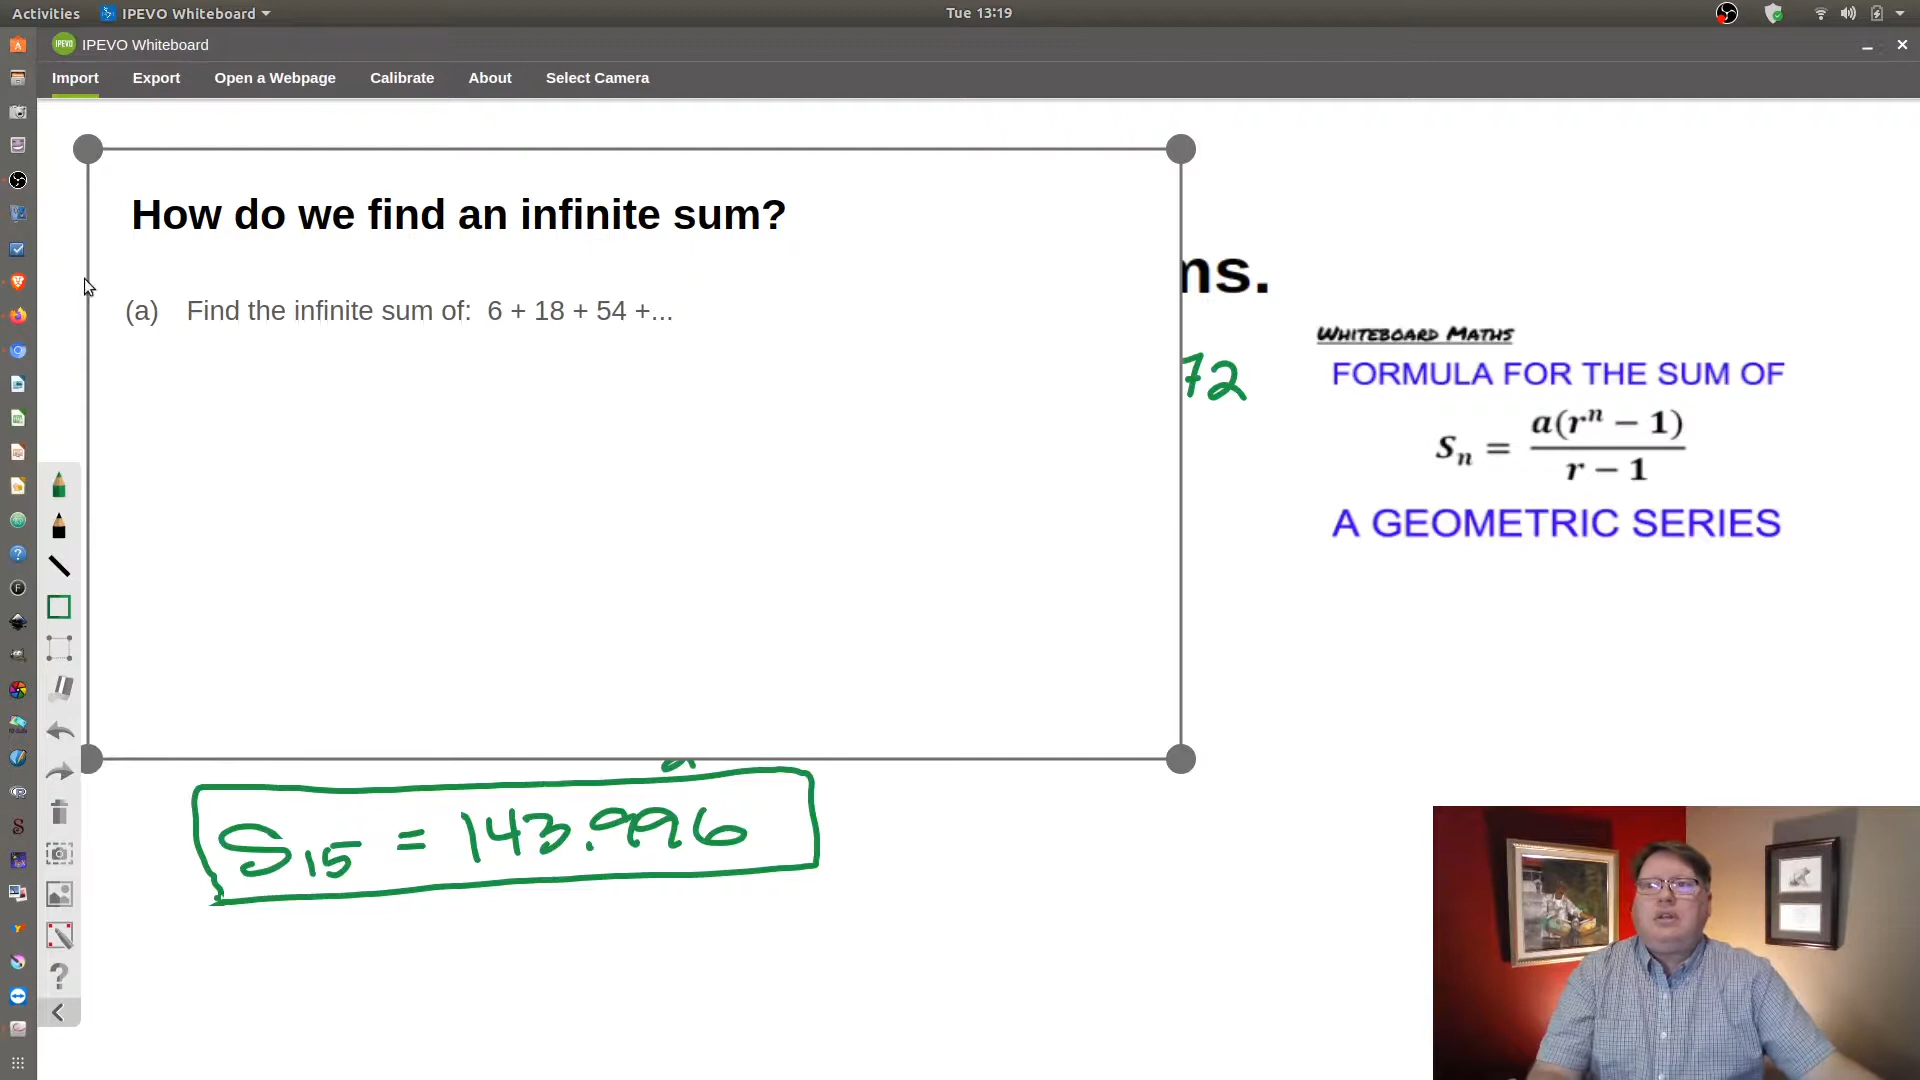 Activities IPEVO Whiteboard Tue 13:19
IPEVO IPEVO Whiteboard
Import Export Open a Webpage Calibrate About Select Camera
How do we find an infinite sum?
(a) Find the infinite sum of: 6 + 18 + 54 +...
ns.
72
WHITEBOARD MATHS
FORMULA FOR THE SUM OF
Sₙ = a(rⁿ − 1) / r − 1
A GEOMETRIC SERIES
S₁₅ = 143.996